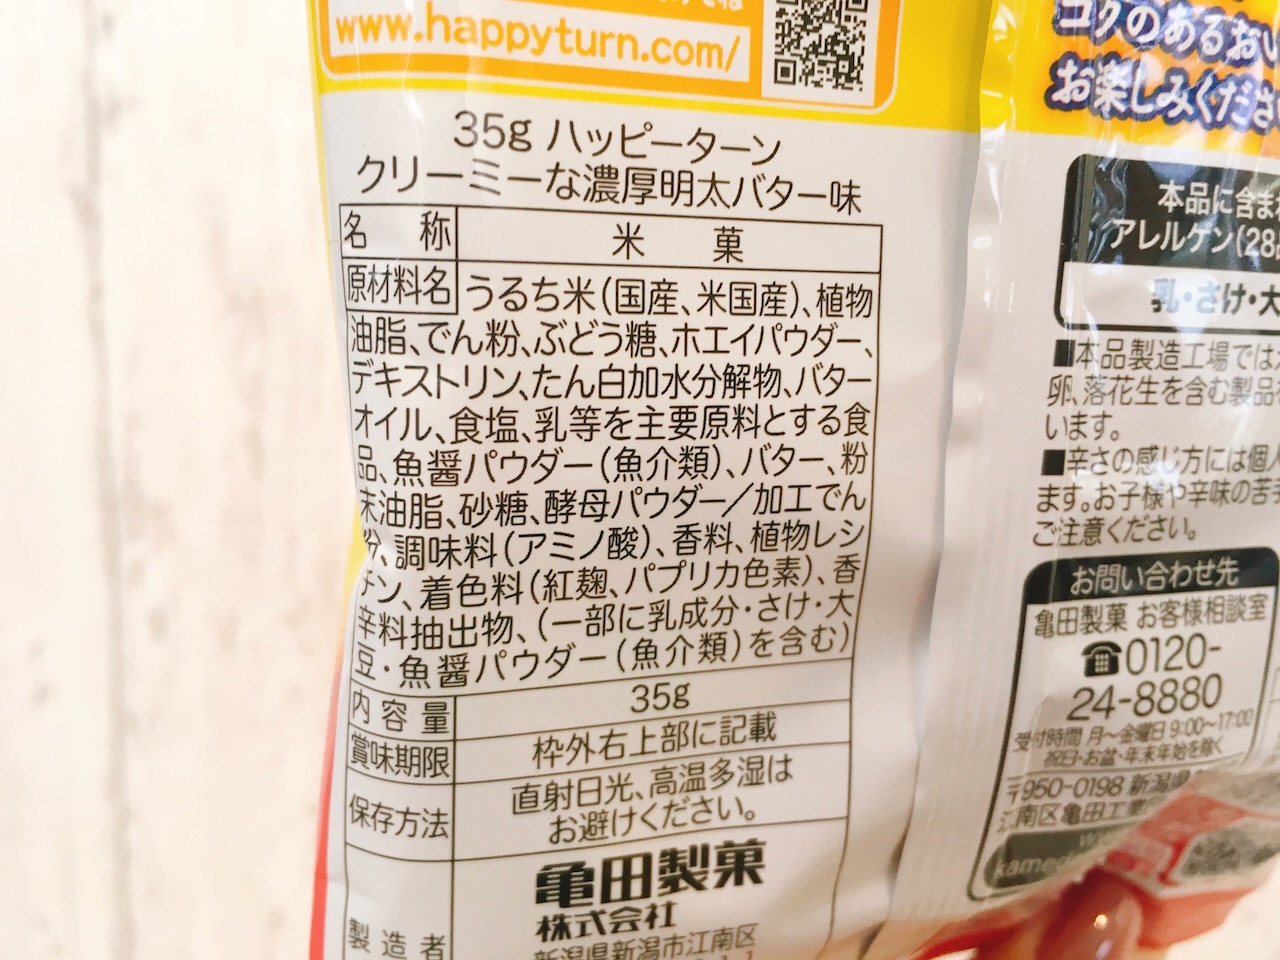 www.happyturn.com/
35g ハッピーターン
クリーミーな濃厚明太バター味
名 称 米 菓
原材料名 うるち米(国産、米国産)、植物
油脂、でん粉、ぶどう糖、ホエイパウダー、
デキストリン、たん白加水分解物、バター
オイル、食塩、乳等を主要原料とする食
品、魚醤パウダー(魚介類)、バター、粉
末油脂、砂糖、酵母パウダー/加工でん
粉、調味料(アミノ酸)、香料、植物レシ
チン、着色料(紅麹、パプリカ色素)、香
辛料抽出物、(一部に乳成分・さけ・大
豆・魚醤パウダー(魚介類)を含む)
内容量 35g
賞味期限 枠外右上部に記載
保存方法 直射日光、高温多湿は
お避けください。
製造者 亀田製菓
株式会社
新潟県新潟市江南区
コクのあるおい
お楽しみくださ
本品に含ま
アレルゲン(28
乳・さけ・大
■本品製造工場では
卵、落花生を含む製品
います。
■辛さの感じ方には個人
ます。お子様や辛味の苦手
ご注意ください。
お問い合わせ先
亀田製菓 お客様相談室
0120-
24-8880
受付時間 月〜金曜日 9:00〜17:00
祝日・お盆・年末年始を除く
〒950-0198 新潟県
江南区亀田工業
kameda